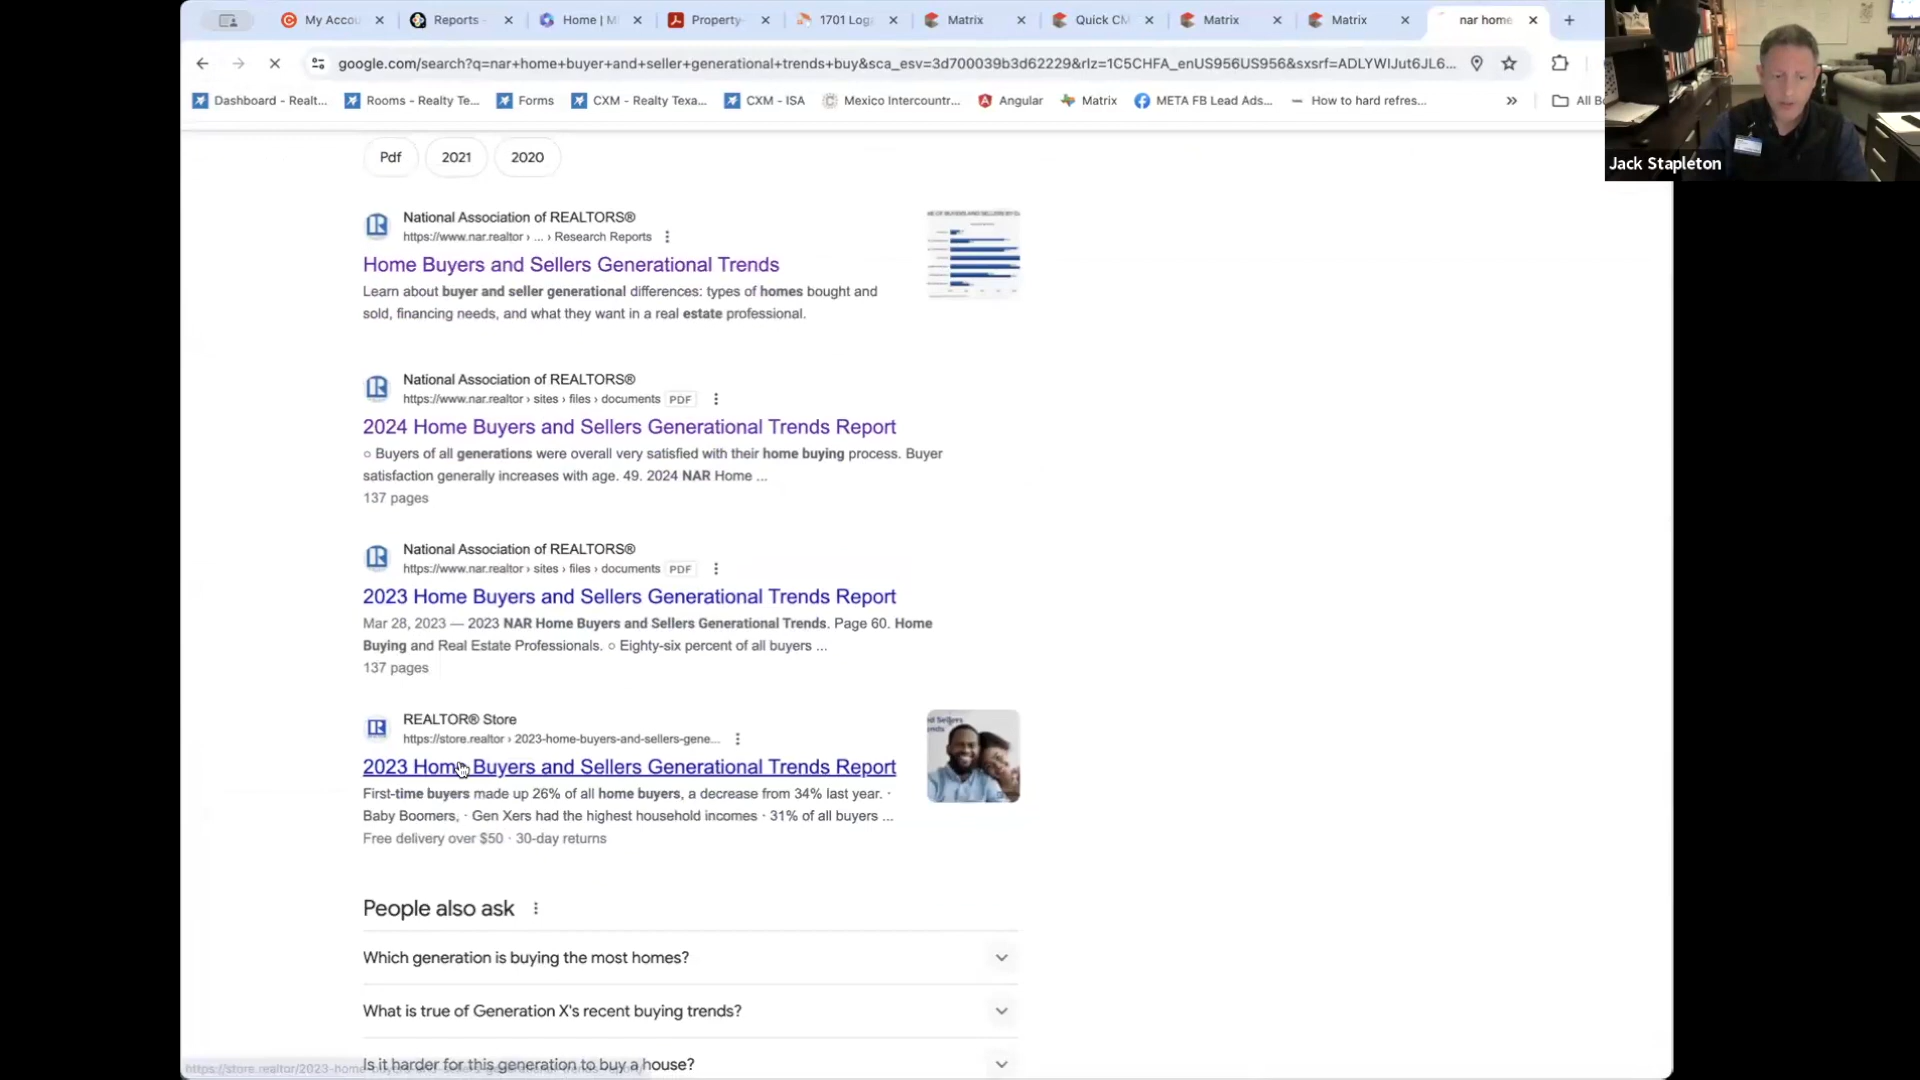 My Accou
Reports -
Home | M
Property-
1701 Log
Matrix
Quick CM
Matrix
Matrix
nar home
google.com/search?q=nar+home+buyer+and+seller+generational+trends+buy&sca_esv=3d700039b3d62229&rlz=1C5CHFA_enUS956US956&sxsrf=ADLYWIJut6JL6...
Dashboard - Realt...
Rooms - Realty Te...
Forms
CXM - Realty Texa...
CXM - ISA
Mexico Intercountr...
Angular
Matrix
META FB Lead Ads...
How to hard refres...
»
All Bo
Jack Stapleton
Pdf
2021
2020
National Association of REALTORS®
https://www.nar.realtor › ... › Research Reports
Home Buyers and Sellers Generational Trends
Learn about buyer and seller generational differences: types of homes bought and
sold, financing needs, and what they want in a real estate professional.
National Association of REALTORS®
https://www.nar.realtor › sites › files › documents PDF
2024 Home Buyers and Sellers Generational Trends Report
○ Buyers of all generations were overall very satisfied with their home buying process. Buyer
satisfaction generally increases with age. 49. 2024 NAR Home ...
137 pages
National Association of REALTORS®
https://www.nar.realtor › sites › files › documents PDF
2023 Home Buyers and Sellers Generational Trends Report
Mar 28, 2023 — 2023 NAR Home Buyers and Sellers Generational Trends. Page 60. Home
Buying and Real Estate Professionals. ○ Eighty-six percent of all buyers ...
137 pages
REALTOR® Store
https://store.realtor › 2023-home-buyers-and-sellers-gene...
2023 Home Buyers and Sellers Generational Trends Report
First-time buyers made up 26% of all home buyers, a decrease from 34% last year. ·
Baby Boomers, · Gen Xers had the highest household incomes · 31% of all buyers ...
Free delivery over $50 · 30-day returns
People also ask
Which generation is buying the most homes?
What is true of Generation X's recent buying trends?
Is it harder for this generation to buy a house?